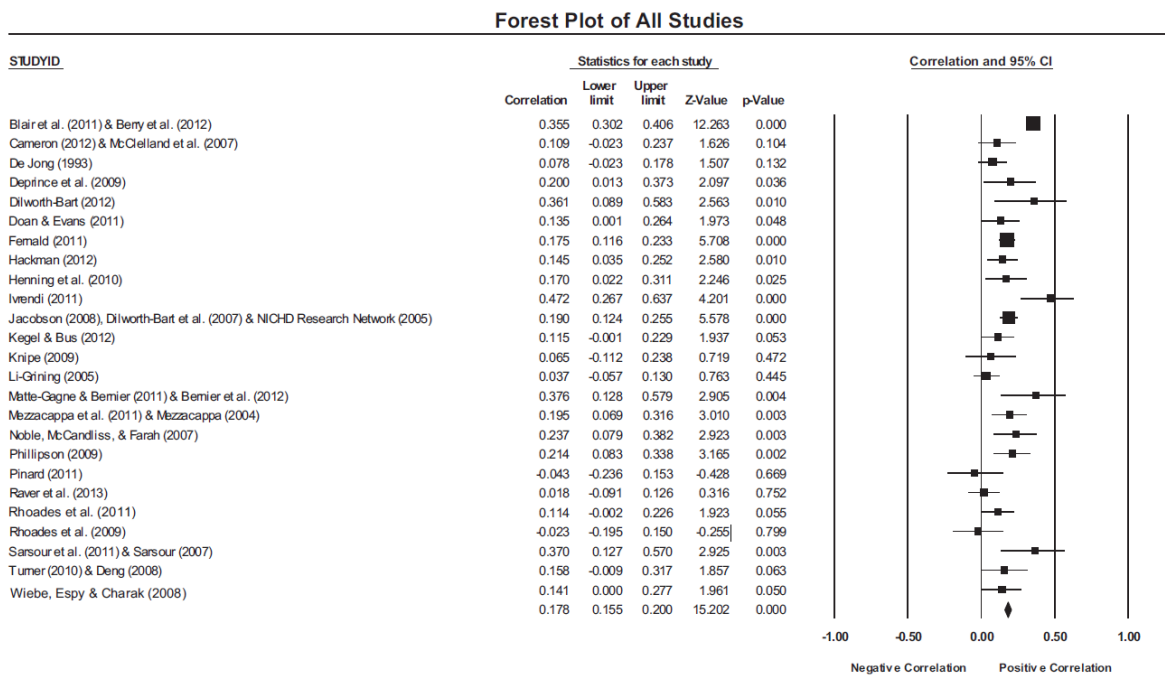 Forest Plot of All Studies
STUDYID Statistics for each study Correlation and 95% CI
Lower Upper
Correlation limit limit Z-Value p-Value
Blair et al. (2011) & Berry et al. (2012) 0.355 0.302 0.406 12.263 0.000
Cameron (2012) & McClelland et al. (2007) 0.109 -0.023 0.237 1.626 0.104
De Jong (1993) 0.078 -0.023 0.178 1.507 0.132
Deprince et al. (2009) 0.200 0.013 0.373 2.097 0.036
Dilworth-Bart (2012) 0.361 0.089 0.583 2.563 0.010
Doan & Evans (2011) 0.135 0.001 0.264 1.973 0.048
Fernald (2011) 0.175 0.116 0.233 5.708 0.000
Hackman (2012) 0.145 0.035 0.252 2.580 0.010
Henning et al. (2010) 0.170 0.022 0.311 2.246 0.025
Ivrendi (2011) 0.472 0.267 0.637 4.201 0.000
Jacobson (2008), Dilworth-Bart et al. (2007) & NICHD Research Network (2005) 0.190 0.124 0.255 5.578 0.000
Kegel & Bus (2012) 0.115 -0.001 0.229 1.937 0.053
Knipe (2009) 0.065 -0.112 0.238 0.719 0.472
Li-Grining (2005) 0.037 -0.057 0.130 0.763 0.445
Matte-Gagne & Bernier (2011) & Bernier et al. (2012) 0.376 0.128 0.579 2.905 0.004
Mezzacappa et al. (2011) & Mezzacappa (2004) 0.195 0.069 0.316 3.010 0.003
Noble, McCandliss, & Farah (2007) 0.237 0.079 0.382 2.923 0.003
Phillipson (2009) 0.214 0.083 0.338 3.165 0.002
Pinard (2011) -0.043 -0.236 0.153 -0.428 0.669
Raver et al. (2013) 0.018 -0.091 0.126 0.316 0.752
Rhoades et al. (2011) 0.114 -0.002 0.226 1.923 0.055
Rhoades et al. (2009) -0.023 -0.195 0.150 -0.255 0.799
Sarsour et al. (2011) & Sarsour (2007) 0.370 0.127 0.570 2.925 0.003
Turner (2010) & Deng (2008) 0.158 -0.009 0.317 1.857 0.063
Wiebe, Espy & Charak (2008) 0.141 0.000 0.277 1.961 0.050
0.178 0.155 0.200 15.202 0.000
-1.00 -0.50 0.00 0.50 1.00
Negative Correlation Positive Correlation